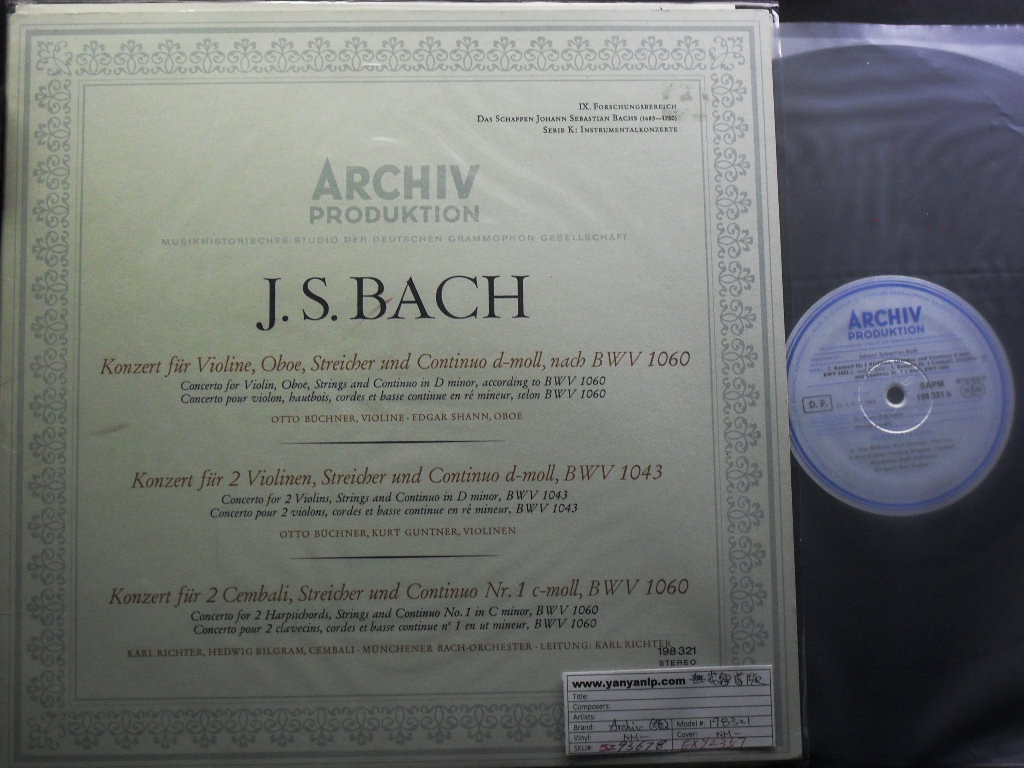 IX. Forschungsbereich
Das Schaffen Johann Sebastian Bachs (1685—1750)
Serie K: Instrumentalkonzerte
ARCHIV
PRODUKTION
MUSIKHISTORISCHES STUDIO DER DEUTSCHEN GRAMMOPHON GESELLSCHAFT
J. S. BACH
Konzert für Violine, Oboe, Streicher und Continuo d-moll, nach BWV 1060
Concerto for Violin, Oboe, Strings and Continuo in D minor, according to BWV 1060
Concerto pour violon, hautbois, cordes et basse continue en ré mineur, selon BWV 1060
OTTO BÜCHNER, VIOLINE · EDGAR SHANN, OBOE
Konzert für 2 Violinen, Streicher und Continuo d-moll, BWV 1043
Concerto for 2 Violins, Strings and Continuo in D minor, BWV 1043
Concerto pour 2 violons, cordes et basse continue en ré mineur, BWV 1043
OTTO BÜCHNER, KURT GUNTNER, VIOLINEN
Konzert für 2 Cembali, Streicher und Continuo Nr. 1 c-moll, BWV 1060
Concerto for 2 Harpsichords, Strings and Continuo No. 1 in C minor, BWV 1060
Concerto pour 2 clavecins, cordes et basse continue n° 1 en ut mineur, BWV 1060
KARL RICHTER, HEDWIG BILGRAM, CEMBALI · MÜNCHENER BACH-ORCHESTER · LEITUNG: KARL RICHTER
198 321
STEREO
www.yanyanlp.com
Title:
Composers:
Artists:
Brand: Archiv Model #: 198321
Vinyl: NM— Cover: NM—
SKU#: SZ93678 EX92357
ARCHIV
PRODUKTION
SAPM
198 321 b
STEREO
D. P.